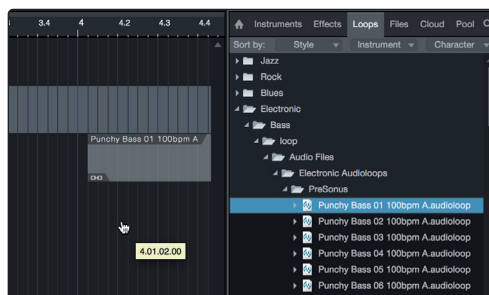 3.4 4 4.2 4.3 4.4
Punchy Bass 01 100bpm A
4.01.02.00
Instruments Effects Loops Files Cloud Pool
Sort by: Style Instrument Character
Jazz
Rock
Blues
Electronic
Bass
loop
Audio Files
Electronic Audioloops
PreSonus
Punchy Bass 01 100bpm A.audioloop
Punchy Bass 02 100bpm A.audioloop
Punchy Bass 03 100bpm A.audioloop
Punchy Bass 04 100bpm A.audioloop
Punchy Bass 05 100bpm A.audioloop
Punchy Bass 06 100bpm A.audioloop